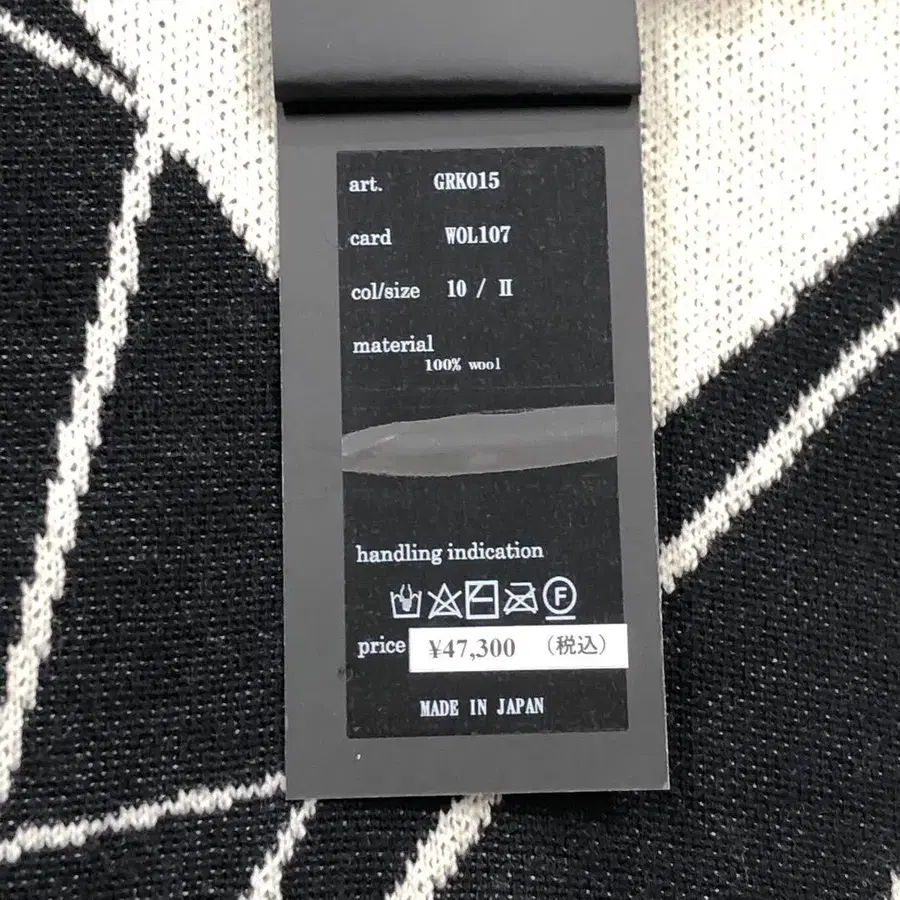 art. GRK015
card WOL107
col/size 10 / Ⅱ
material
100% wool
handling indication
F
price ¥47,300 (税込)
MADE IN JAPAN